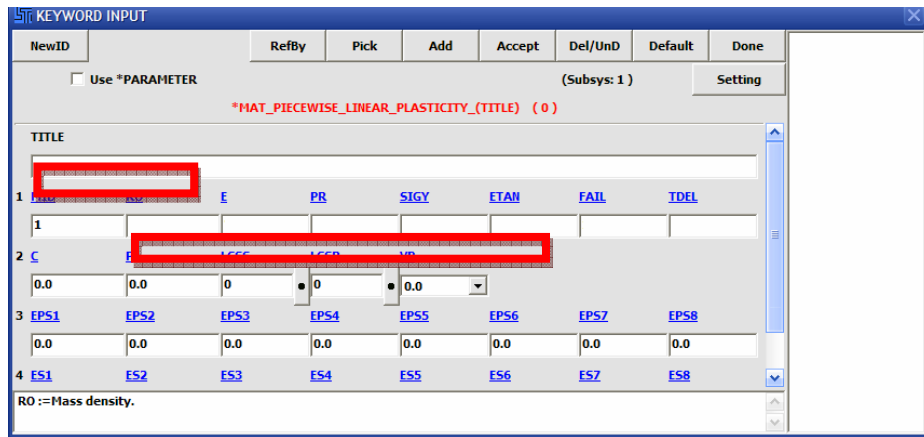 KEYWORD INPUT
NewID RefBy Pick Add Accept Del/UnD Default Done
Use *PARAMETER (Subsys: 1 ) Setting
*MAT_PIECEWISE_LINEAR_PLASTICITY_(TITLE) ( 0 )
TITLE
1 E PR SIGY ETAN FAIL TDEL
1
2 C
0.0 0.0 0 0 0.0
3 EPS1 EPS2 EPS3 EPS4 EPS5 EPS6 EPS7 EPS8
0.0 0.0 0.0 0.0 0.0 0.0 0.0 0.0
4 ES1 ES2 ES3 ES4 ES5 ES6 ES7 ES8
RO :=Mass density.